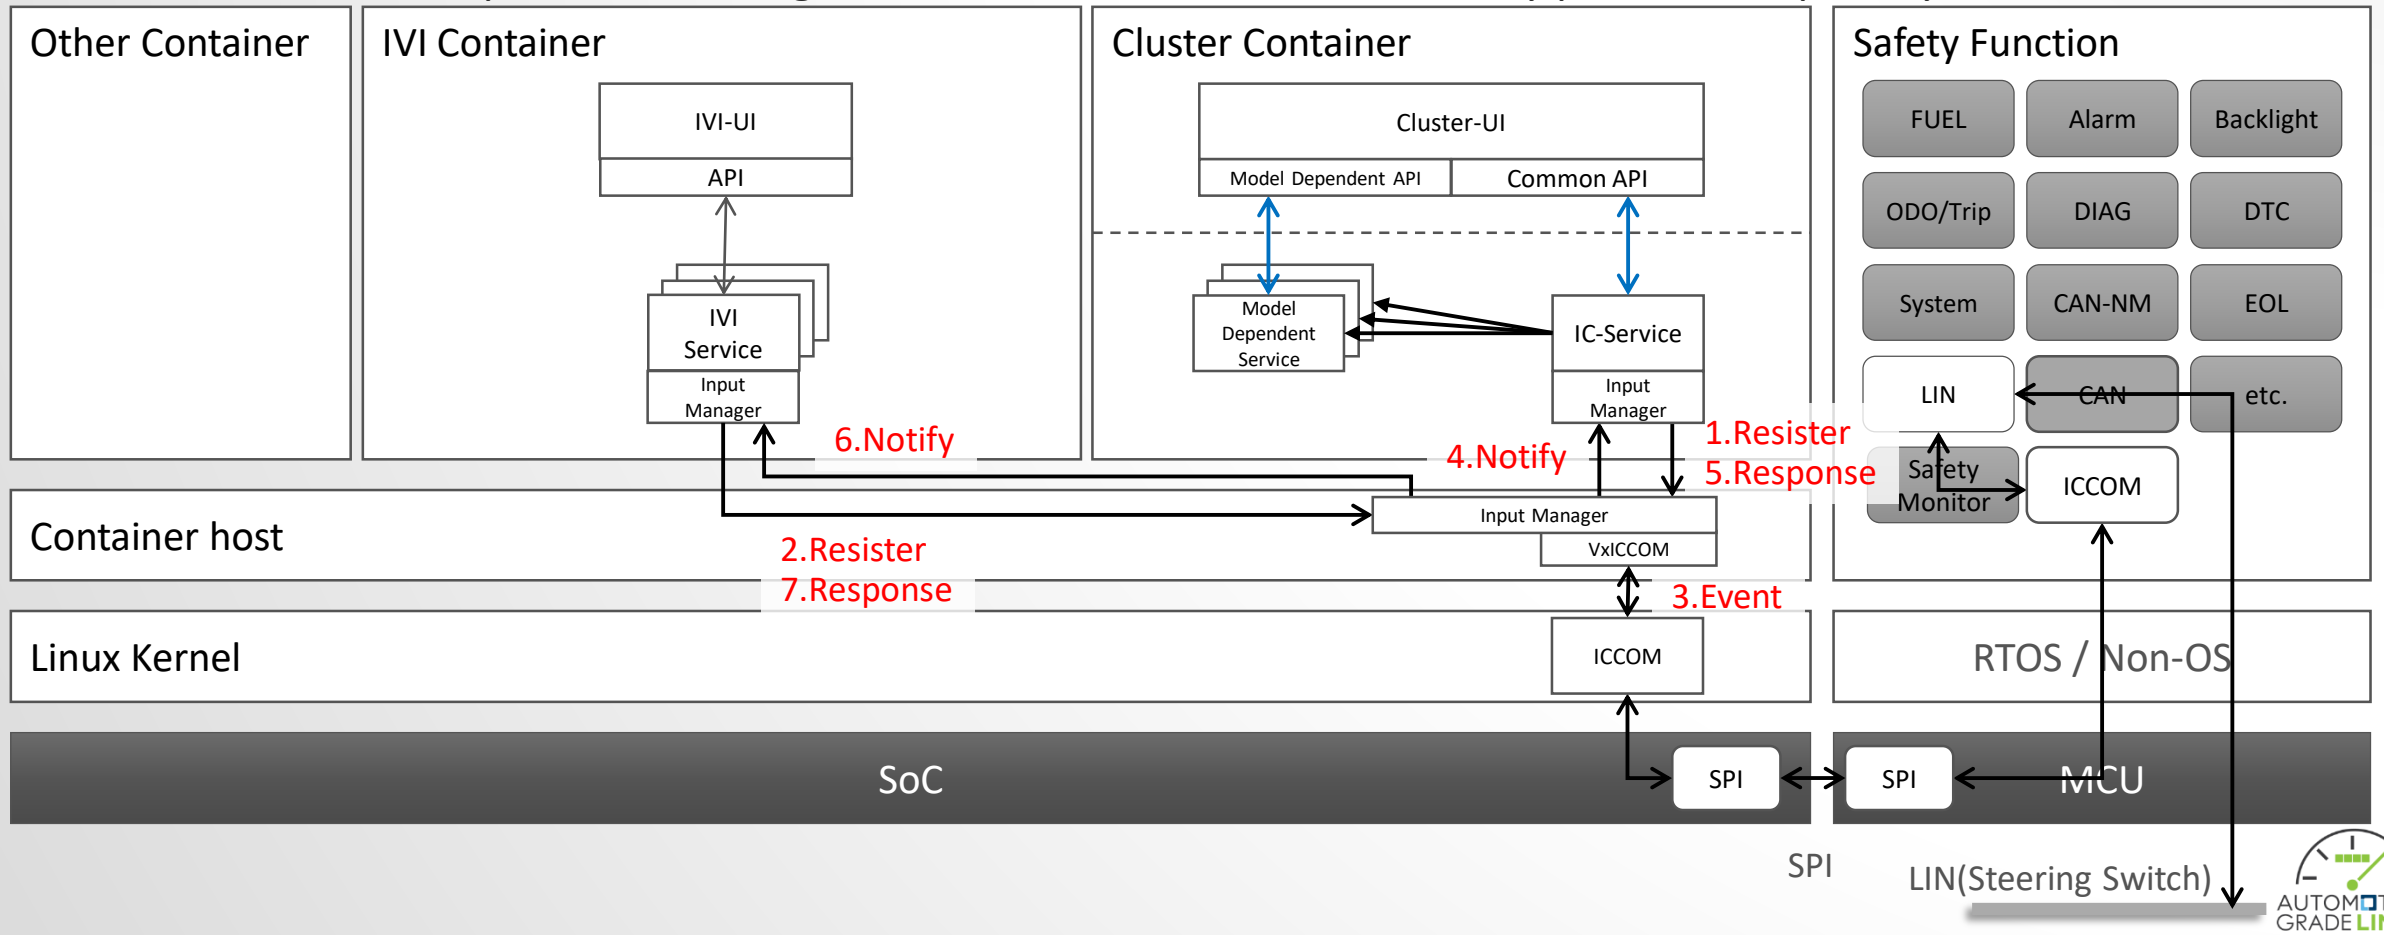 Other Container
IVI Container
Cluster Container
Safety Function
IVI-UI
API
Cluster-UI
Model Dependent API
Common API
FUEL
Alarm
Backlight
ODO/Trip
DIAG
DTC
System
CAN-NM
EOL
LIN
CAN
etc.
Safety
Monitor
ICCOM
IVI
Service
Input
Manager
Model
Dependent
Service
IC-Service
Input
Manager
6.Notify
4.Notify
1.Resister
5.Response
Container host
2.Resister
7.Response
Input Manager
VxICCOM
3.Event
Linux Kernel
ICCOM
RTOS / Non-OS
SoC
SPI
SPI
MCU
SPI
LIN(Steering Switch)
GRADE